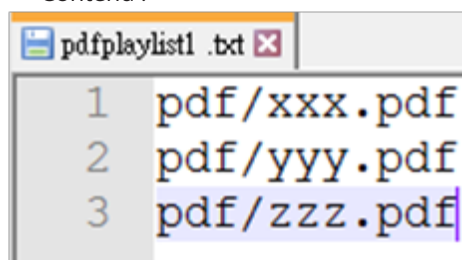 pdfplaylist1 .txt
1 pdf/xxx.pdf
2 pdf/yyy.pdf
3 pdf/zzz.pdf